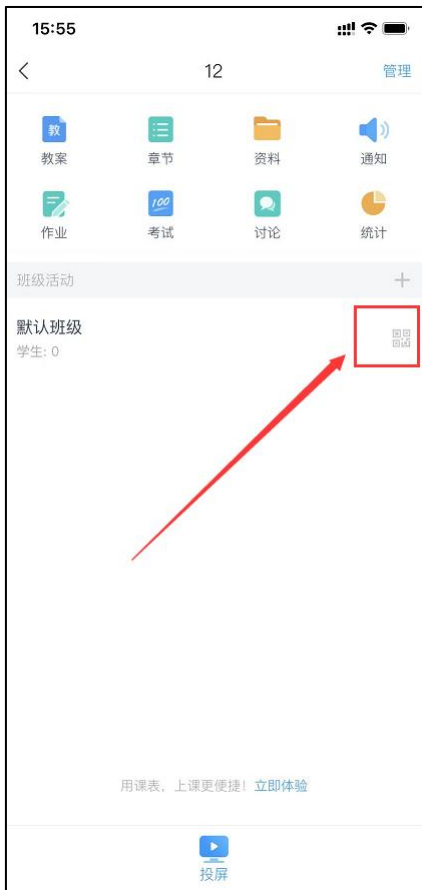 15:55
12 管理
教
100
教案 章节 资料 通知
作业 考试 讨论 统计
班级活动
默认班级
学生: 0
用课表，上课更便捷！立即体验
投屏